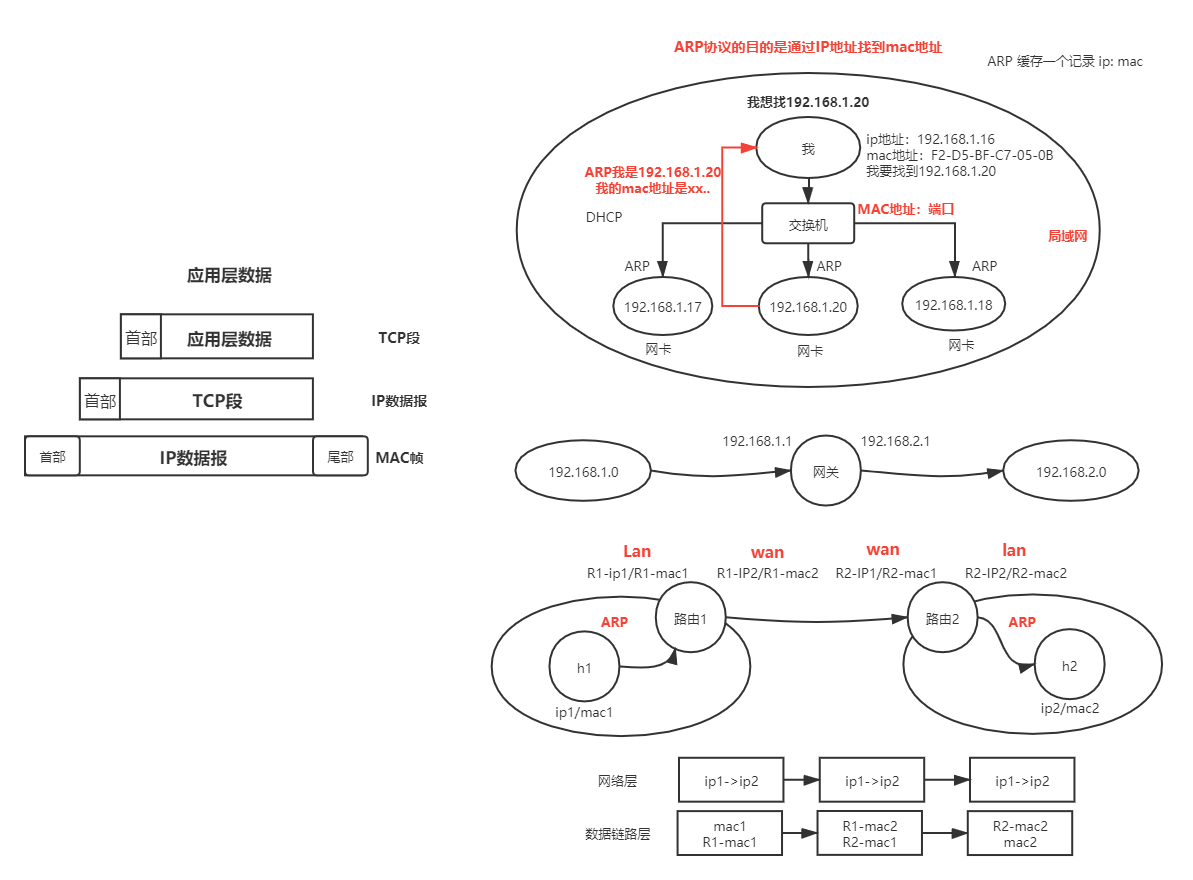 ARP协议的目的是通过IP地址找到mac地址
ARP 缓存一个记录 ip: mac
我想找192.168.1.20
我
ip地址：192.168.1.16
mac地址：F2-D5-BF-C7-05-0B
我要找到192.168.1.20
ARP我是192.168.1.20
我的mac地址是xx..
DHCP
交换机
MAC地址：端口
局域网
ARP
ARP
ARP
192.168.1.17
192.168.1.20
192.168.1.18
网卡
网卡
网卡
应用层数据
首部
应用层数据
TCP段
首部
TCP段
IP数据报
首部
IP数据报
尾部
MAC帧
192.168.1.0
192.168.1.1
网关
192.168.2.1
192.168.2.0
Lan
wan
wan
lan
R1-ip1/R1-mac1
R1-IP2/R1-mac2
R2-IP1/R2-mac1
R2-IP2/R2-mac2
路由1
路由2
ARP
ARP
h1
h2
ip1/mac1
ip2/mac2
网络层
ip1->ip2
ip1->ip2
ip1->ip2
数据链路层
mac1
R1-mac1
R1-mac2
R2-mac1
R2-mac2
mac2